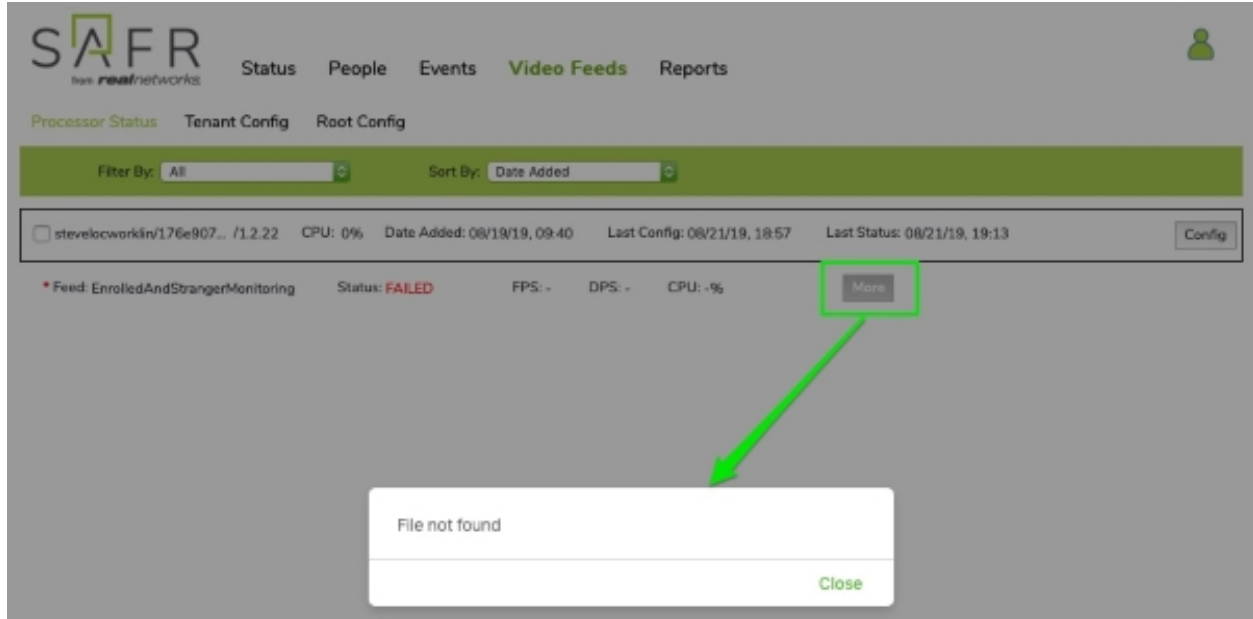 SAFR
from realnetworks
Status People Events Video Feeds Reports
Processor Status Tenant Config Root Config
Filter By: All Sort By: Date Added
stevelocworklin/176e907... /1.2.22 CPU: 0% Date Added: 08/19/19, 09:40 Last Config: 08/21/19, 18:57 Last Status: 08/21/19, 19:13 Config
* Feed: EnrolledAndStrangerMonitoring Status: FAILED FPS: - DPS: - CPU: -% More
File not found
Close